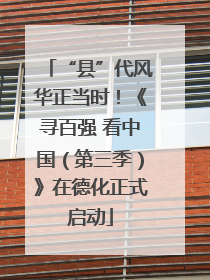 「“县”代风
华正当时！《
寻百强 看中
国（第三季）
》在德化正式
启动」